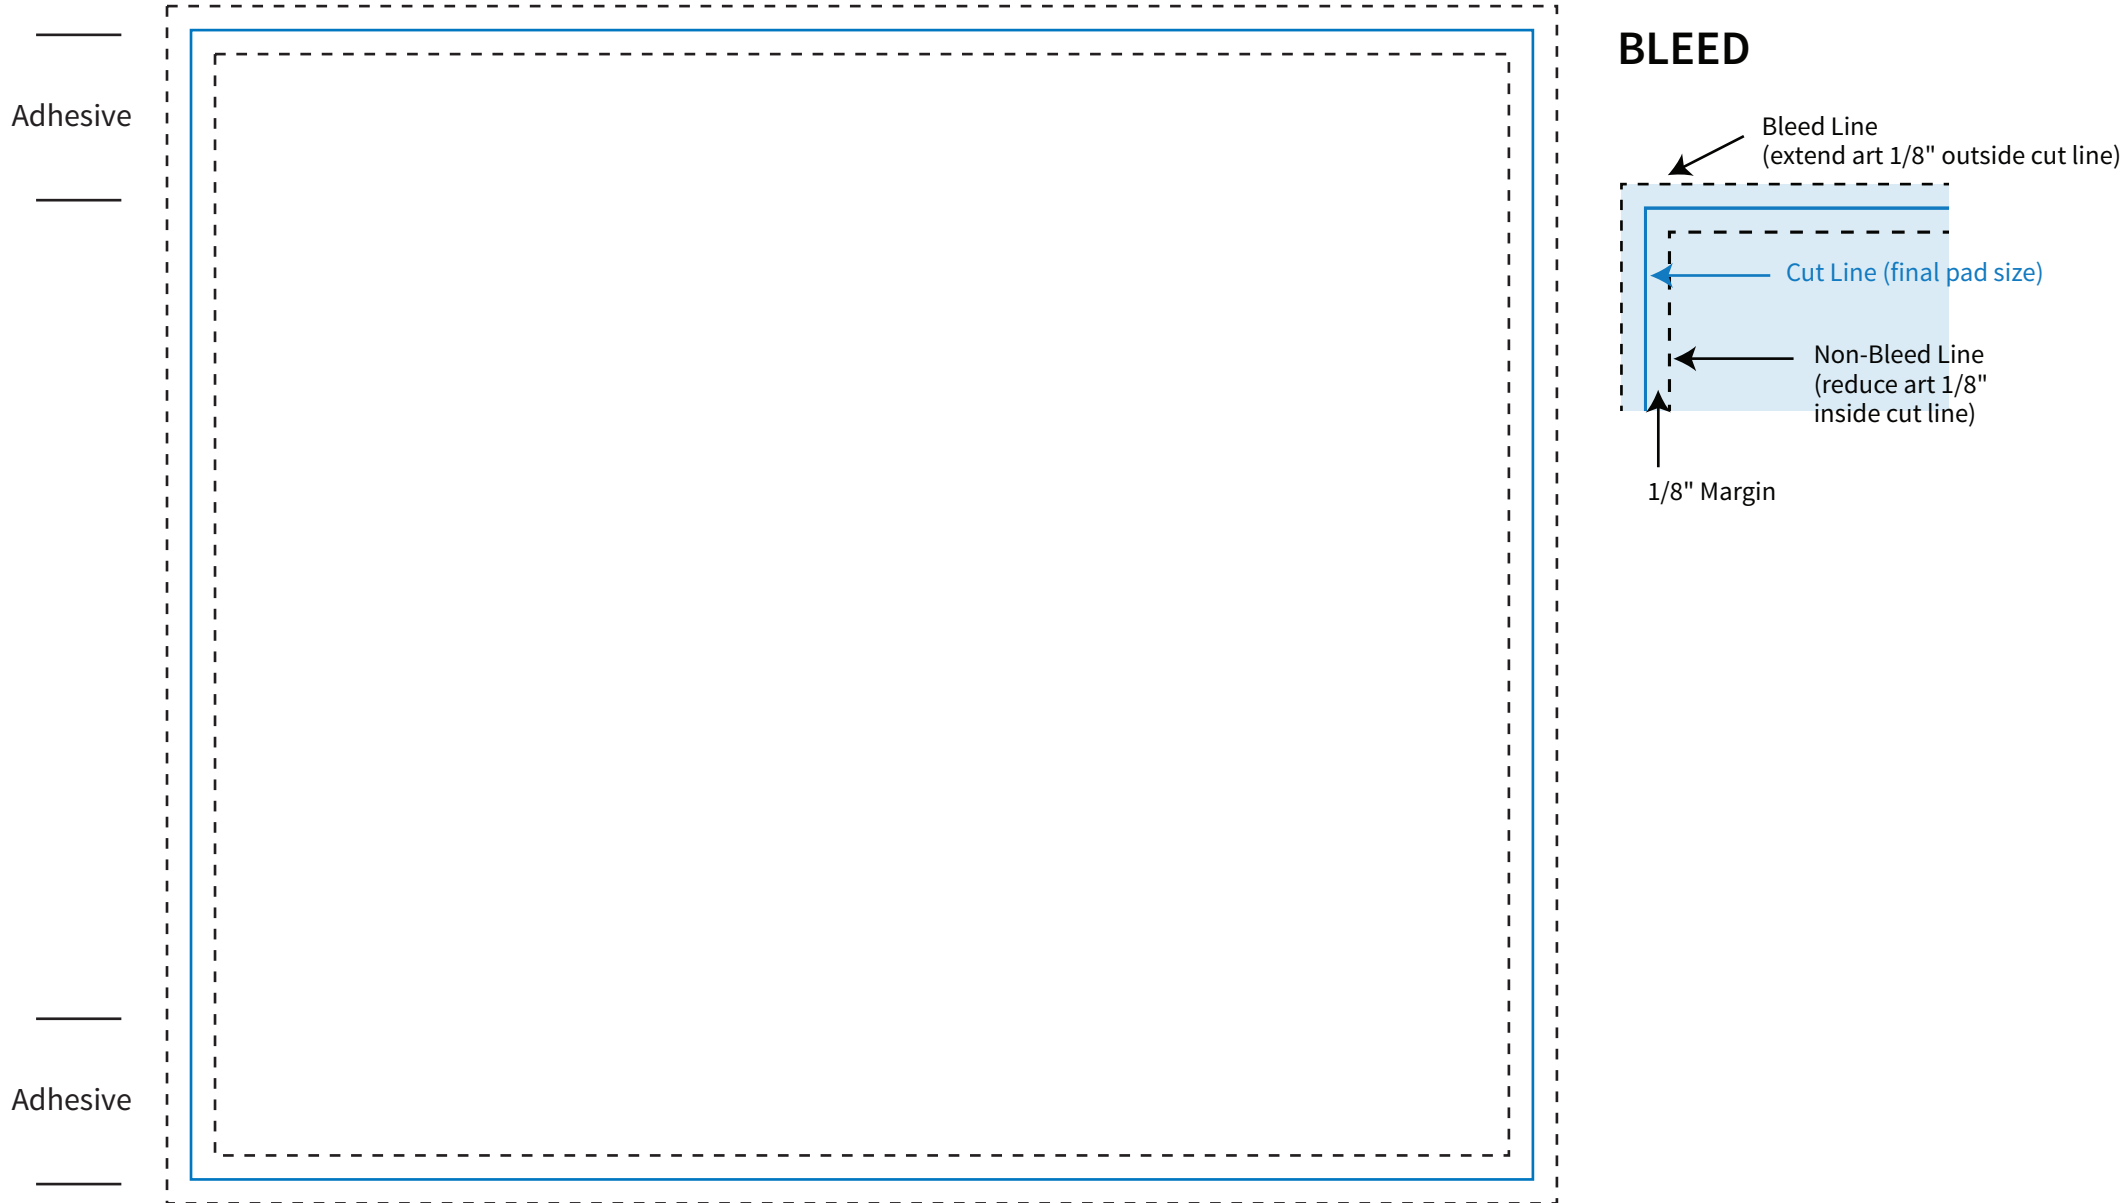 Adhesive
Adhesive
BLEED
Bleed Line
(extend art 1/8" outside cut line)
Cut Line (final pad size)
Non-Bleed Line
(reduce art 1/8"
inside cut line)
1/8" Margin